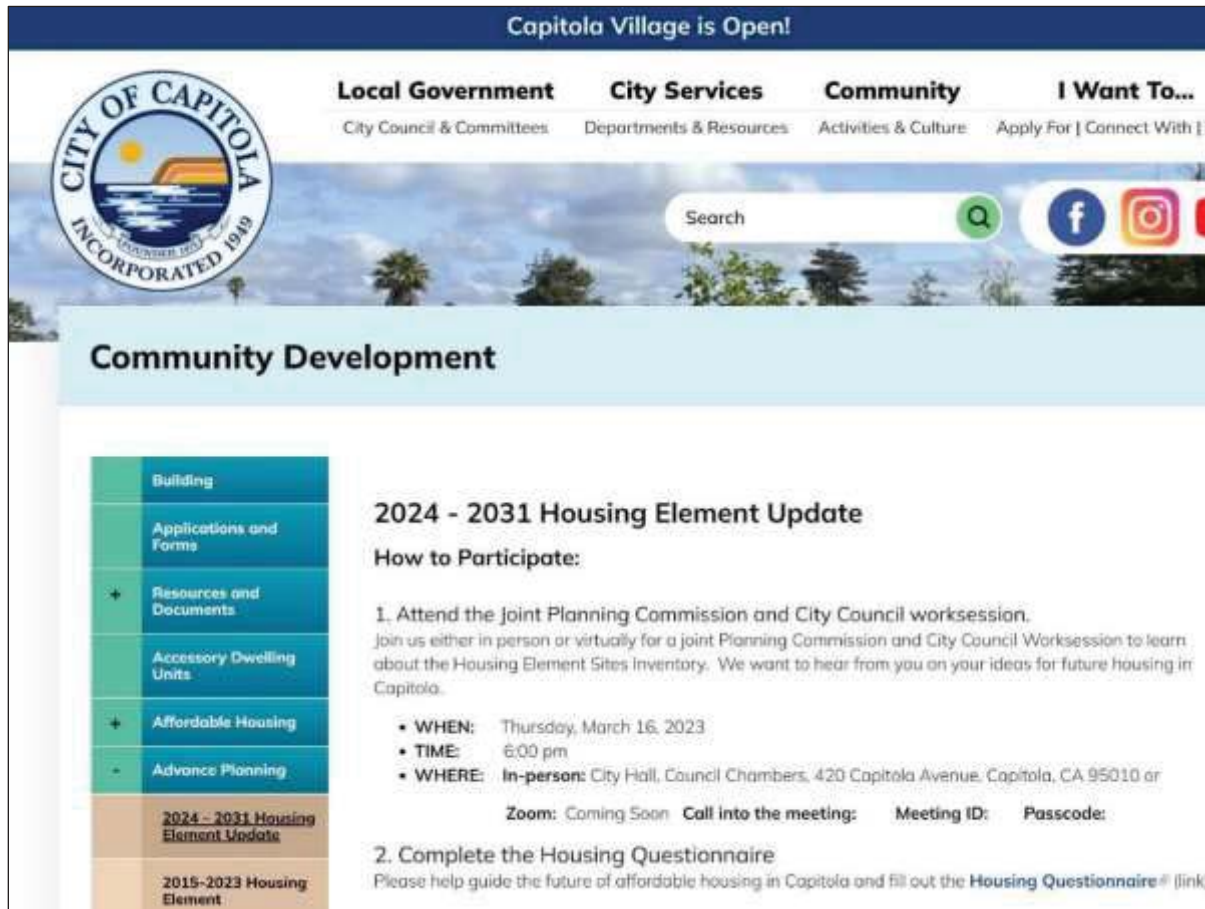 Capitola Village is Open!
CITY OF CAPITOLA
INCORPORATED 1949
Local Government
City Services
Community
I Want To...
City Council & Committees
Departments & Resources
Activities & Culture
Apply For | Connect With |
Search
Community Development
Building
Applications and
Forms
+ Resources and
Documents
Accessory Dwelling
Units
+ Affordable Housing
- Advance Planning
2024 - 2031 Housing
Element Update
2015-2023 Housing
Element
2024 - 2031 Housing Element Update
How to Participate:
1. Attend the Joint Planning Commission and City Council worksession.
Join us either in person or virtually for a joint Planning Commission and City Council Worksession to learn
about the Housing Element Sites Inventory. We want to hear from you on your ideas for future housing in
Capitola.
• WHEN: Thursday, March 16, 2023
• TIME: 6:00 pm
• WHERE: In-person: City Hall, Council Chambers, 420 Capitola Avenue, Capitola, CA 95010 or
Zoom: Coming Soon Call into the meeting: Meeting ID: Passcode:
2. Complete the Housing Questionnaire
Please help guide the future of affordable housing in Capitola and fill out the Housing Questionnaire (link